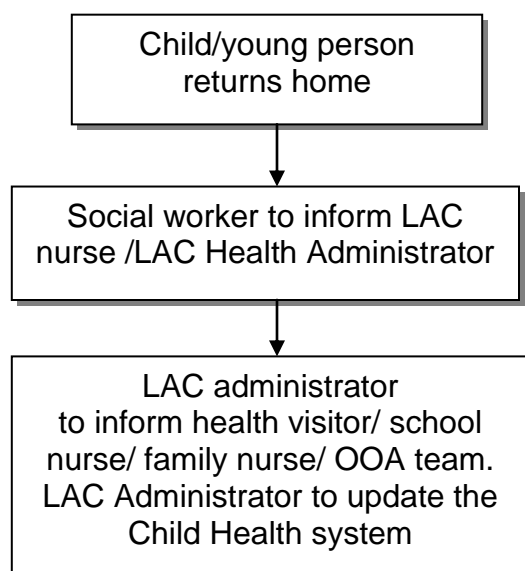 Child/young person
returns home
Social worker to inform LAC
nurse /LAC Health Administrator
LAC administrator
to inform health visitor/ school
nurse/ family nurse/ OOA team.
LAC Administrator to update the
Child Health system